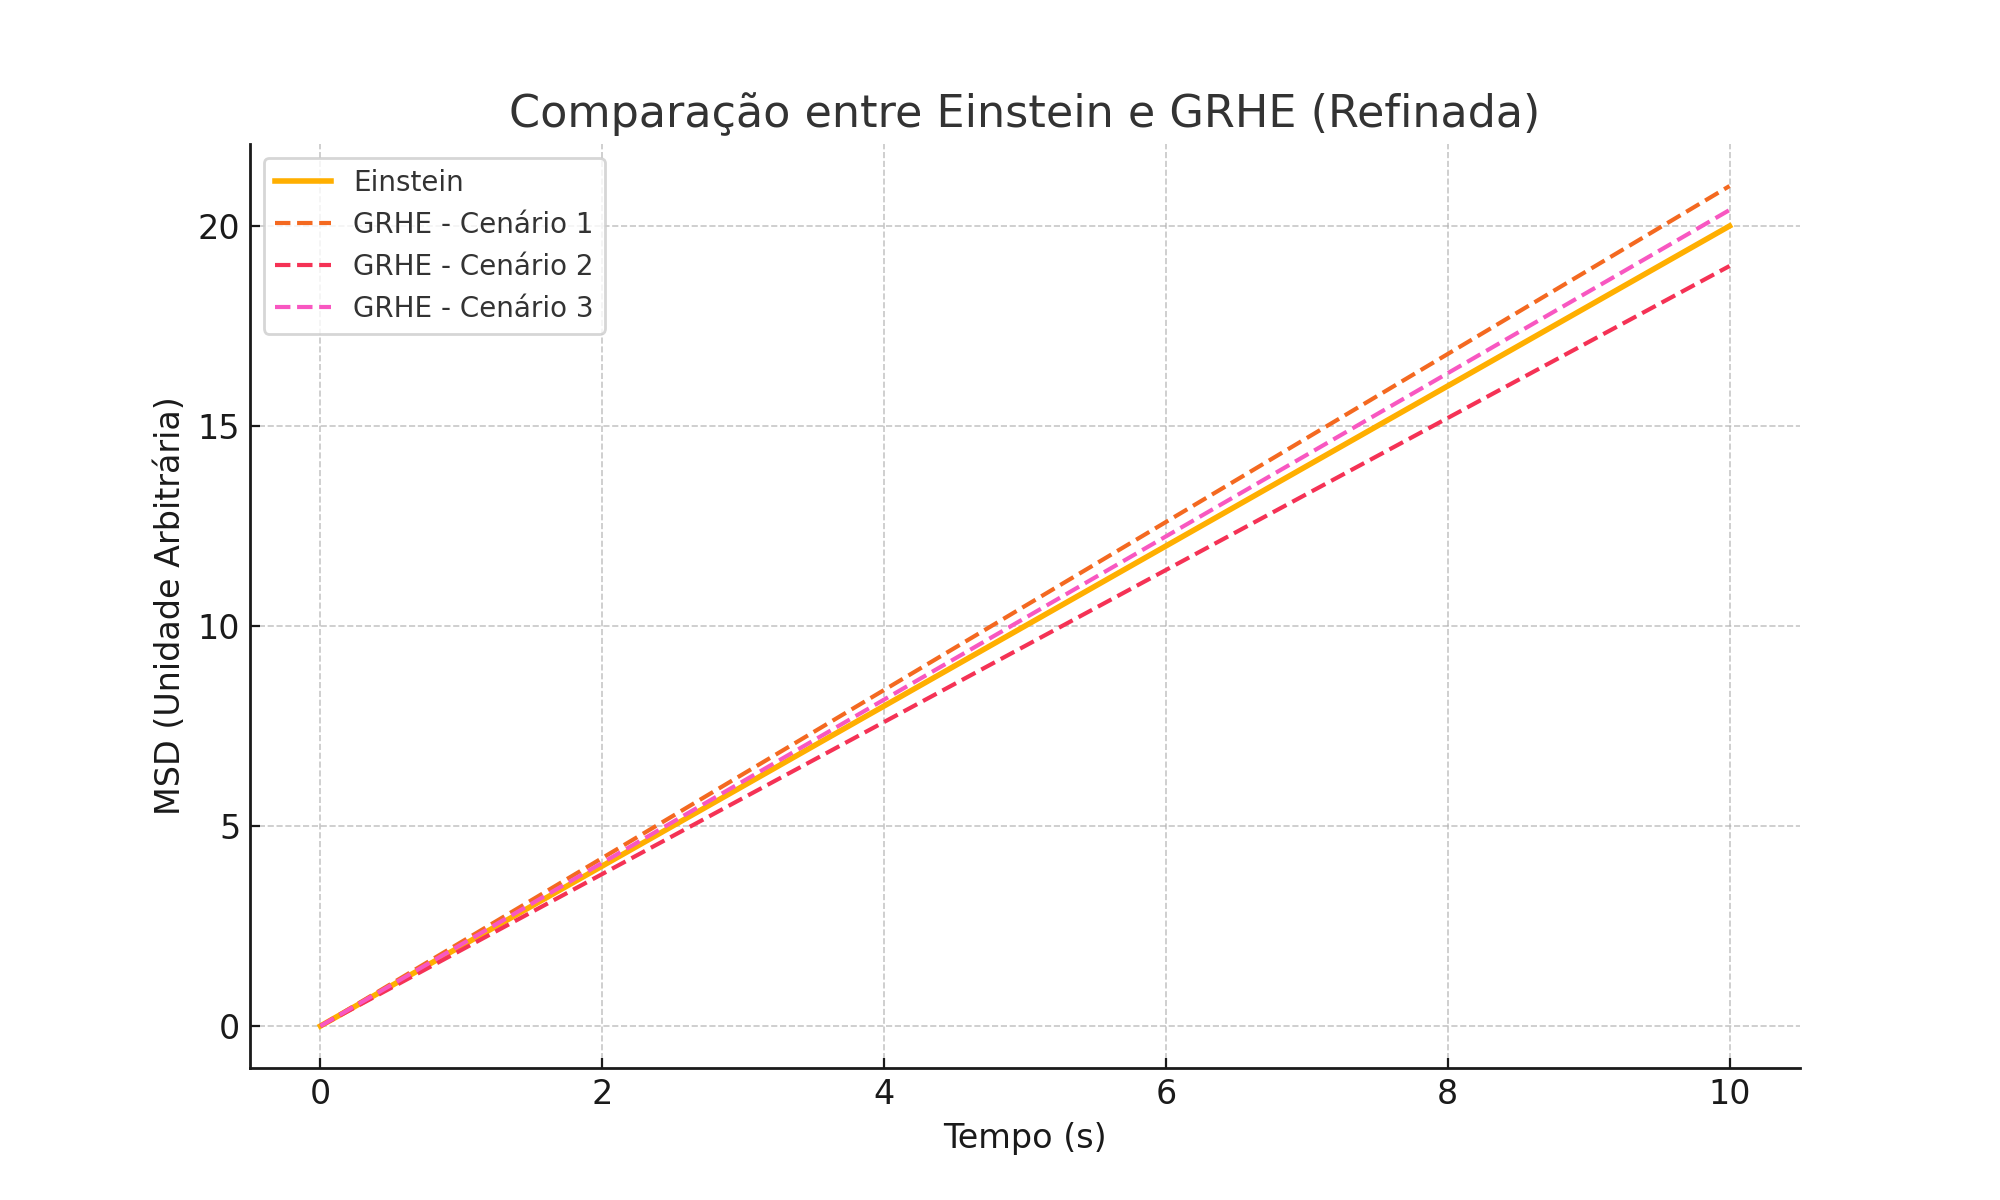 Comparação entre Einstein e GRHE (Refinada)
Einstein
GRHE - Cenário 1
GRHE - Cenário 2
GRHE - Cenário 3
MSD (Unidade Arbitrária)
20
15
10
5
0
0 2 4 6 8 10
Tempo (s)